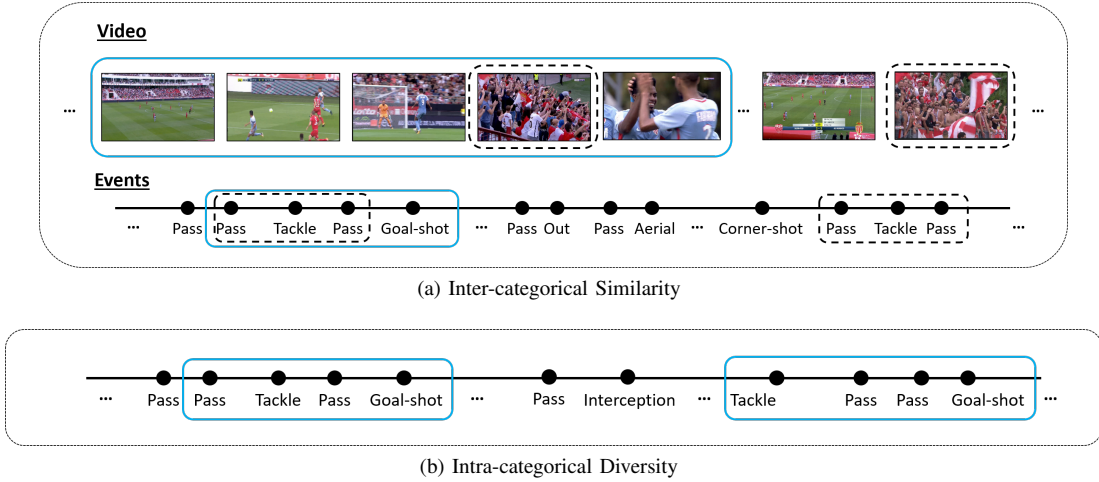 Video
... ... ...
Events
... Pass Pass Tackle Pass Goal-shot ... Pass Out Pass Aerial ... Corner-shot Pass Tackle Pass ...
(a) Inter-categorical Similarity
... Pass Pass Tackle Pass Goal-shot ... Pass Interception ... Tackle Pass Pass Goal-shot ...
(b) Intra-categorical Diversity